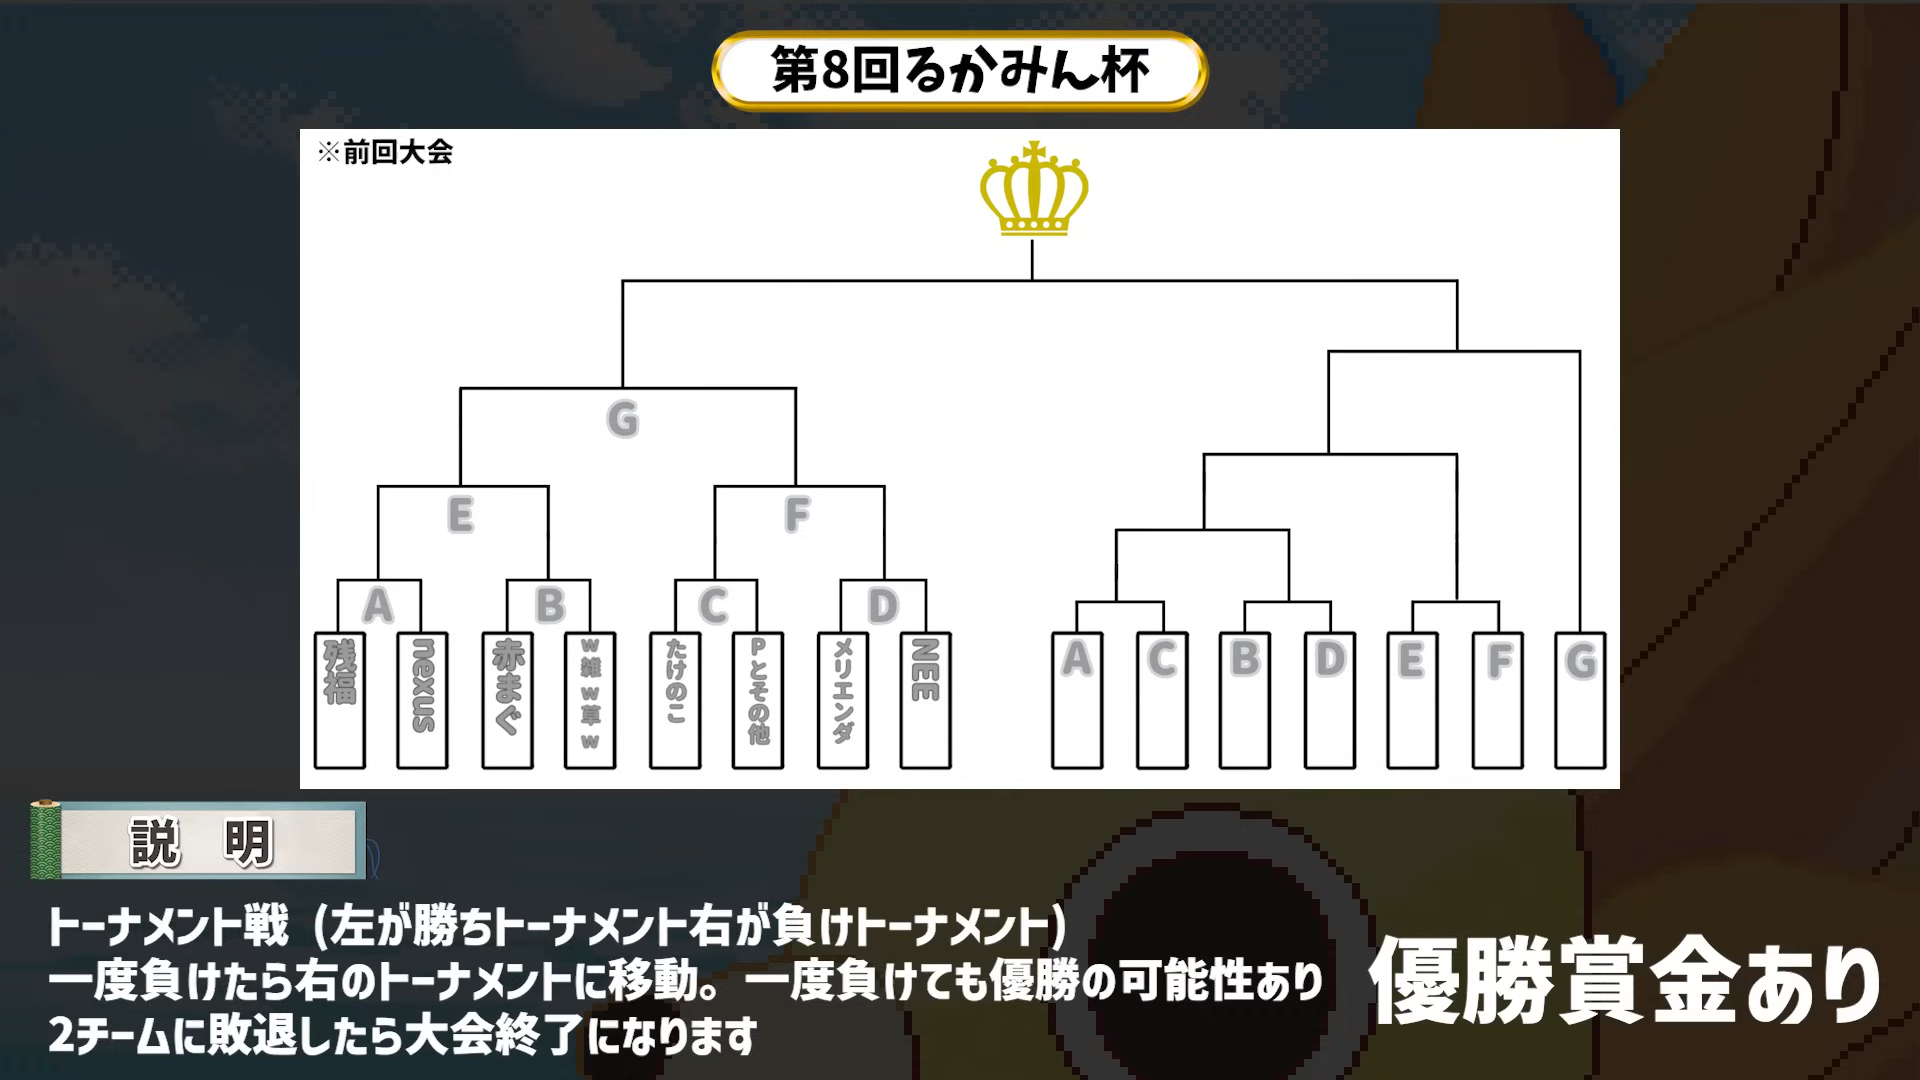 第8回るかみん杯
※前回大会
G
E
F
A
B
C
D
残福
nexus
赤まぐ
w雑w草w
たけのこ
Pとその他
メリエンダ
NEE
A
C
B
D
E
F
G
説 明
トーナメント戦（左が勝ちトーナメント右が負けトーナメント）
一度負けたら右のトーナメントに移動。一度負けても優勝の可能性あり
2チームに敗退したら大会終了になります
優勝賞金あり